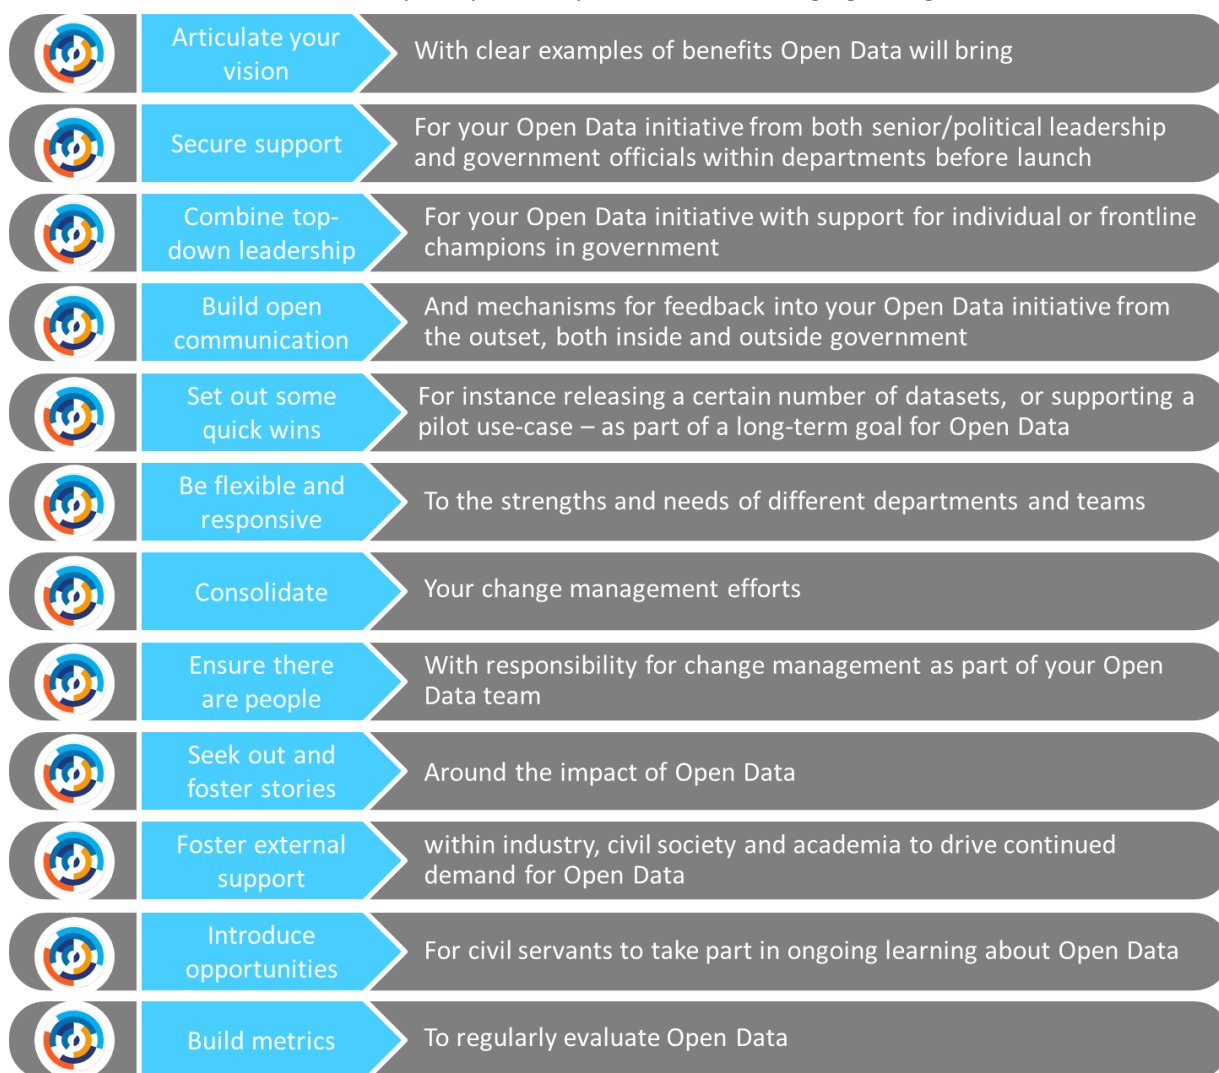 Articulate your
vision
With clear examples of benefits Open Data will bring
Secure support
For your Open Data initiative from both senior/political leadership
and government officials within departments before launch
Combine top-
down leadership
For your Open Data initiative with support for individual or frontline
champions in government
Build open
communication
And mechanisms for feedback into your Open Data initiative from
the outset, both inside and outside government
Set out some
quick wins
For instance releasing a certain number of datasets, or supporting a
pilot use-case – as part of a long-term goal for Open Data
Be flexible and
responsive
To the strengths and needs of different departments and teams
Consolidate
Your change management efforts
Ensure there
are people
With responsibility for change management as part of your Open
Data team
Seek out and
foster stories
Around the impact of Open Data
Foster external
support
within industry, civil society and academia to drive continued
demand for Open Data
Introduce
opportunities
For civil servants to take part in ongoing learning about Open Data
Build metrics
To regularly evaluate Open Data